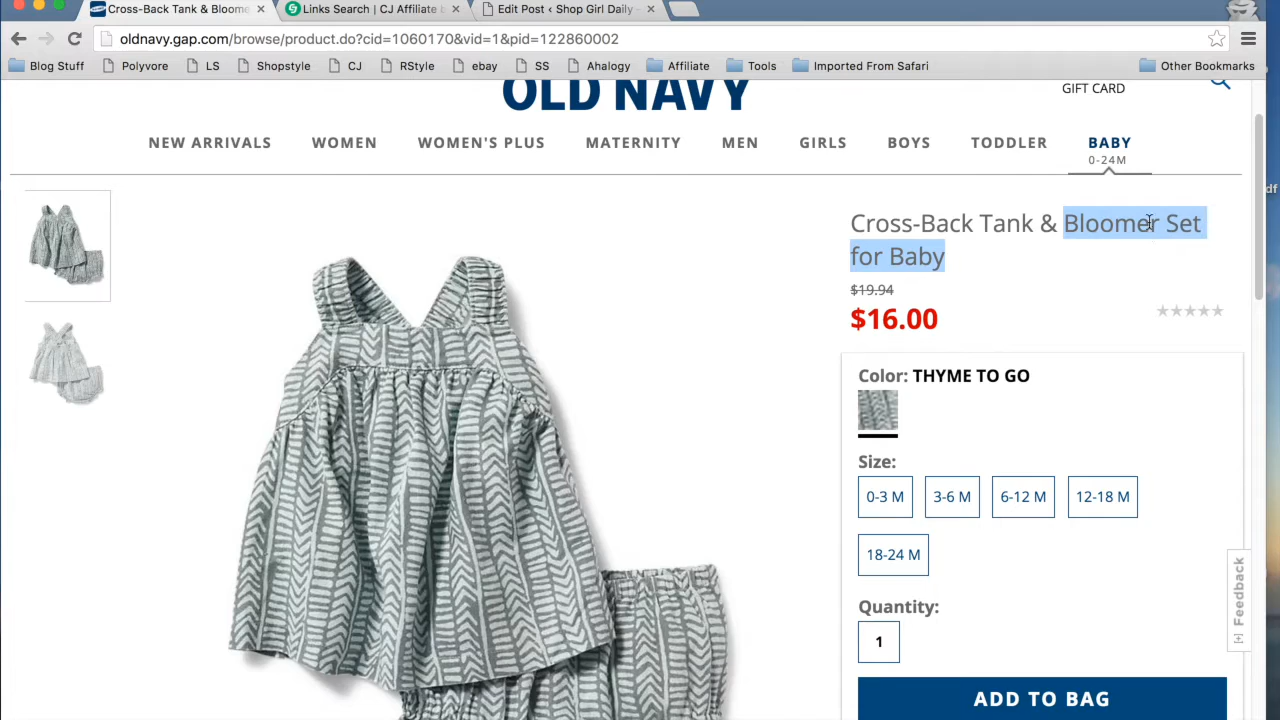 Cross-Back Tank & Bloome
Links Search | CJ Affiliate b
Edit Post ‹ Shop Girl Daily –
oldnavy.gap.com/browse/product.do?cid=1060170&vid=1&pid=122860002
Blog Stuff Polyvore LS Shopstyle CJ RStyle ebay SS Ahalogy Affiliate Tools Imported From Safari Other Bookmarks
OLD NAVY
GIFT CARD
NEW ARRIVALS WOMEN WOMEN'S PLUS MATERNITY MEN GIRLS BOYS TODDLER BABY
0-24M
df
Cross-Back Tank & Bloomer Set
for Baby
$19.94
$16.00
Color: THYME TO GO
Size:
0-3 M 3-6 M 6-12 M 12-18 M
18-24 M
Quantity:
1
ADD TO BAG
[+] Feedback